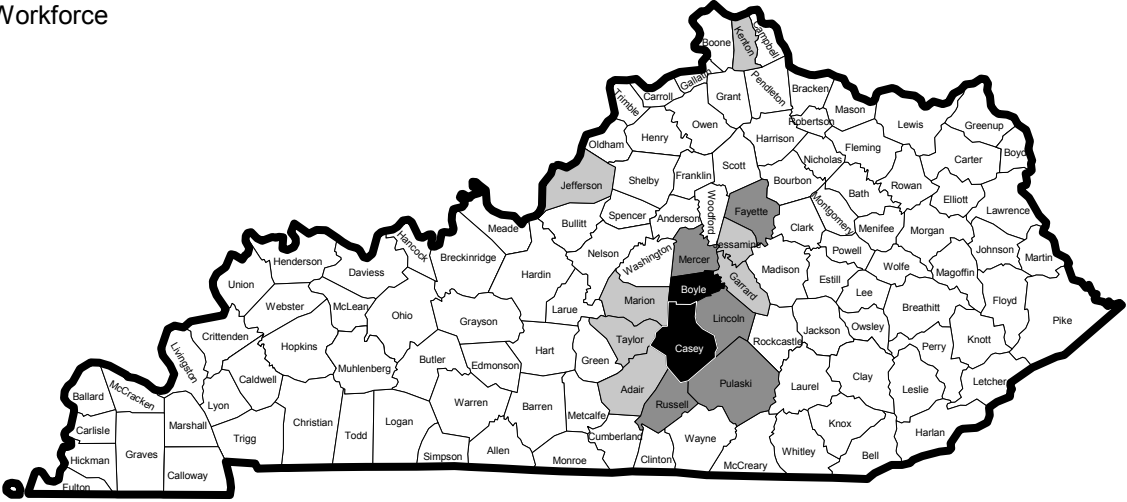 Workforce
Boone
Kenton
Campbell
Gallatin
Carroll
Trimble
Grant
Pendleton
Bracken
Mason
Robertson
Lewis
Greenup
Owen
Henry
Oldham
Harrison
Fleming
Nicholas
Carter
Boyd
Scott
Franklin
Shelby
Jefferson
Bourbon
Bath
Rowan
Elliott
Lawrence
Spencer
Anderson
Woodford
Fayette
Montgomery
Menifee
Morgan
Bullitt
Clark
Meade
Hancock
Breckinridge
Nelson
Washington
Mercer
Jessamine
Powell
Wolfe
Johnson
Martin
Magoffin
Henderson
Daviess
Hardin
Boyle
Garrard
Madison
Estill
Lee
Union
Webster
McLean
Ohio
Grayson
Larue
Marion
Lincoln
Breathitt
Floyd
Pike
Crittenden
Livingston
Hopkins
Muhlenberg
Butler
Edmonson
Hart
Green
Taylor
Casey
Rockcastle
Jackson
Owsley
Perry
Knott
Ballard
McCracken
Caldwell
Lyon
Warren
Barren
Metcalfe
Adair
Russell
Pulaski
Laurel
Clay
Leslie
Letcher
Carlisle
Marshall
Trigg
Christian
Todd
Logan
Simpson
Allen
Monroe
Cumberland
Clinton
Wayne
McCreary
Whitley
Knox
Bell
Harlan
Hickman
Graves
Calloway
Fulton